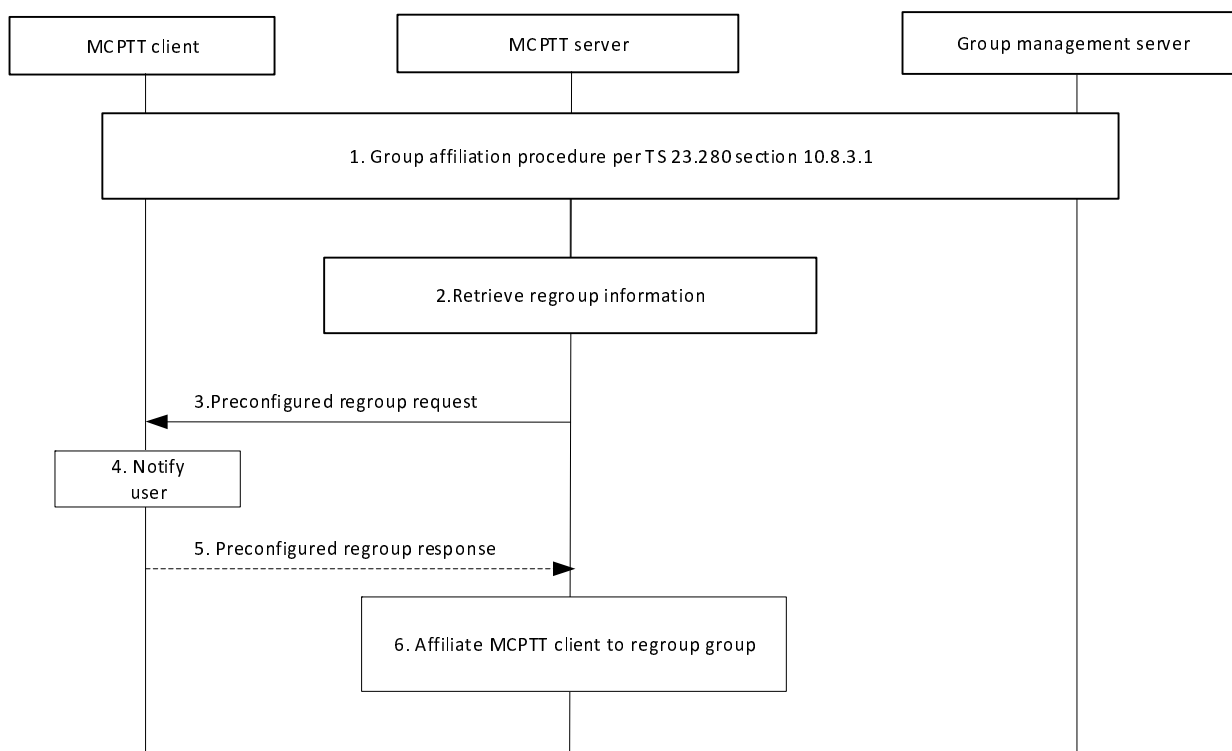 MCPTT client
MCPTT server
Group management server
1. Group affiliation procedure per TS 23.280 section 10.8.3.1
2.Retrieve regroup information
3.Preconfigured regroup request
4. Notify
user
5. Preconfigured regroup response
6. Affiliate MCPTT client to regroup group